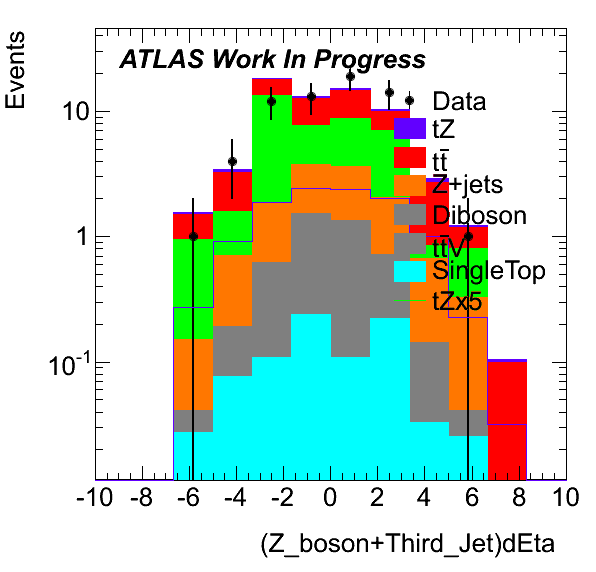 Events
ATLAS Work In Progress
10
1
10⁻¹
Data
tZ
tt̄
Z+jets
Diboson
tt̄V
SingleTop
tZx5
-10 -8 -6 -4 -2 0 2 4 6 8 10
(Z_boson+Third_Jet)dEta